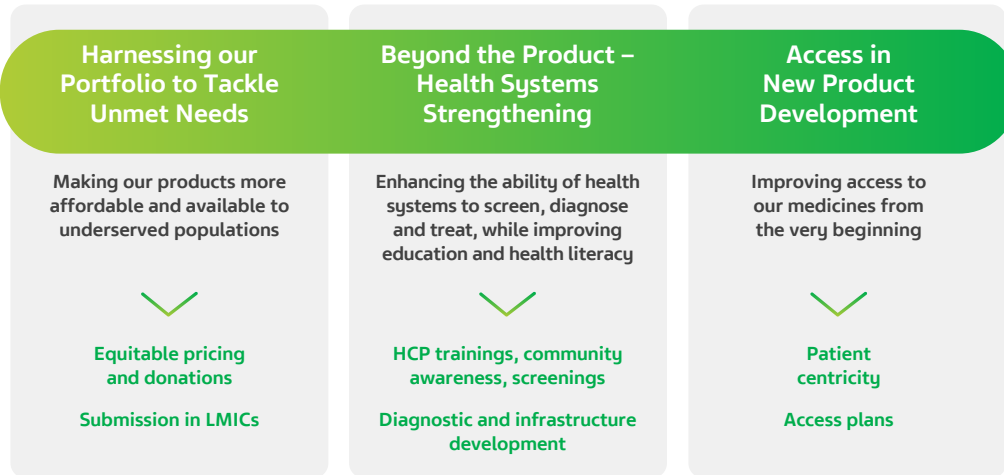 Harnessing our
Portfolio to Tackle
Unmet Needs
Making our products more
affordable and available to
underserved populations
Equitable pricing
and donations
Submission in LMICs
Beyond the Product –
Health Systems
Strengthening
Enhancing the ability of health
systems to screen, diagnose
and treat, while improving
education and health literacy
HCP trainings, community
awareness, screenings
Diagnostic and infrastructure
development
Access in
New Product
Development
Improving access to
our medicines from
the very beginning
Patient
centricity
Access plans